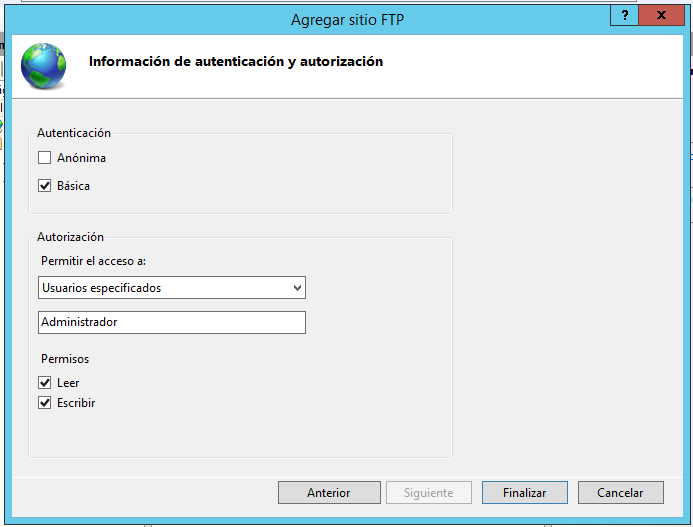 Agregar sitio FTP
?
x
Información de autenticación y autorización
Autenticación
Anónima
Básica
Autorización
Permitir el acceso a:
Usuarios especificados
Administrador
Permisos
Leer
Escribir
Anterior
Siguiente
Finalizar
Cancelar